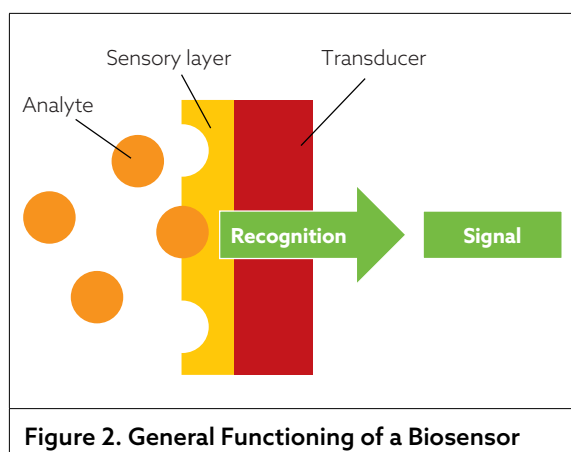 Sensory layer
Transducer
Analyte
Recognition
Signal
Figure 2. General Functioning of a Biosensor